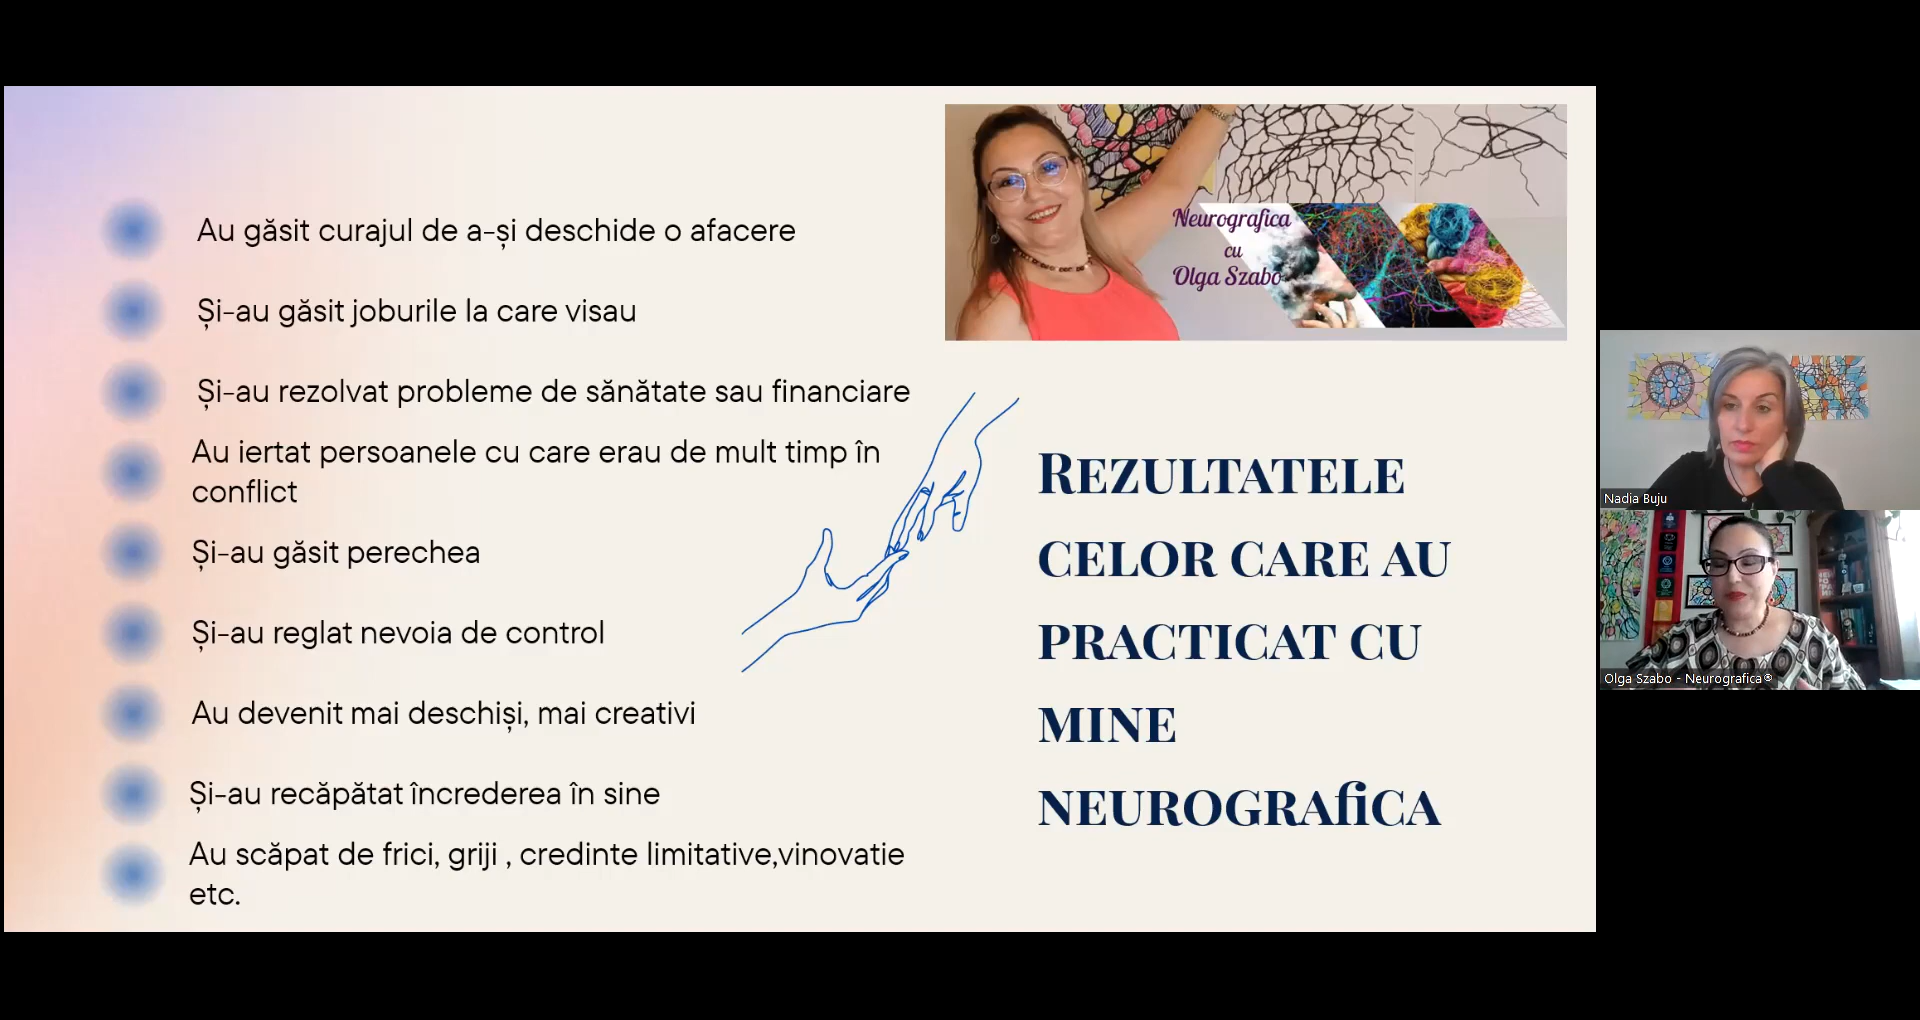 Au găsit curajul de a-și deschide o afacere
Și-au găsit joburile la care visau
Și-au rezolvat probleme de sănătate sau financiare
Au iertat persoanele cu care erau de mult timp în
conflict
Și-au găsit perechea
Și-au reglat nevoia de control
Au devenit mai deschiși, mai creativi
Și-au recăpătat încrederea în sine
Au scăpat de frici, griji , credinte limitative,vinovatie
etc.
Neurografica
cu
Olga Szabo
REZULTATELE
CELOR CARE AU
PRACTICAT CU
MINE
NEUROGRAfiCA
Nadia Buju
Olga Szabo - Neurografica®